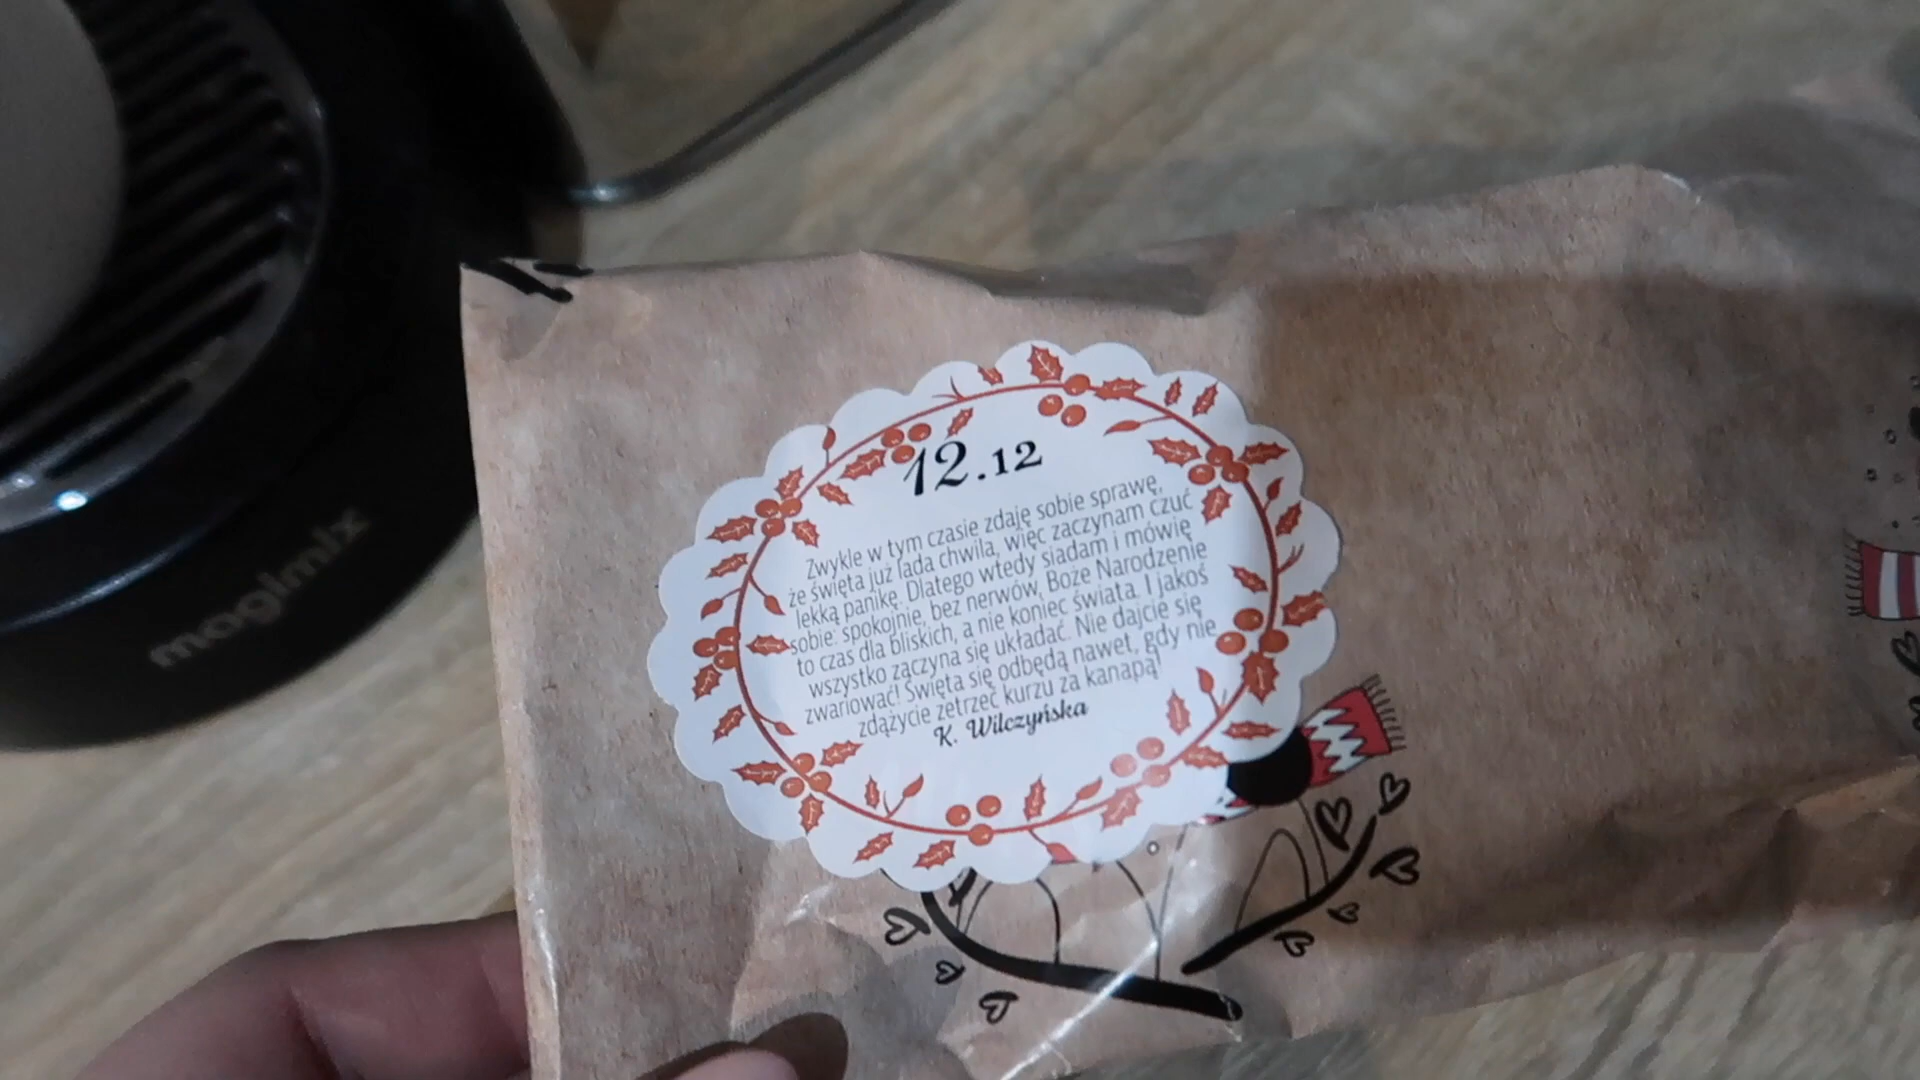 12.12
Zwykle w tym czasie zdaję sobie sprawę,
że święta już lada chwila, więc zaczynam czuć
lekką panikę. Dlatego wtedy siadam i mówię
sobie: spokojnie, bez nerwów, Boże Narodzenie
to czas dla bliskich, a nie koniec świata. I jakoś
wszystko zaczyna się układać. Nie dajcie się
zwariować! Święta się odbędą nawet, gdy nie
zdążycie zetrzeć kurzu za kanapą!
K. Wilczyńska
magimix